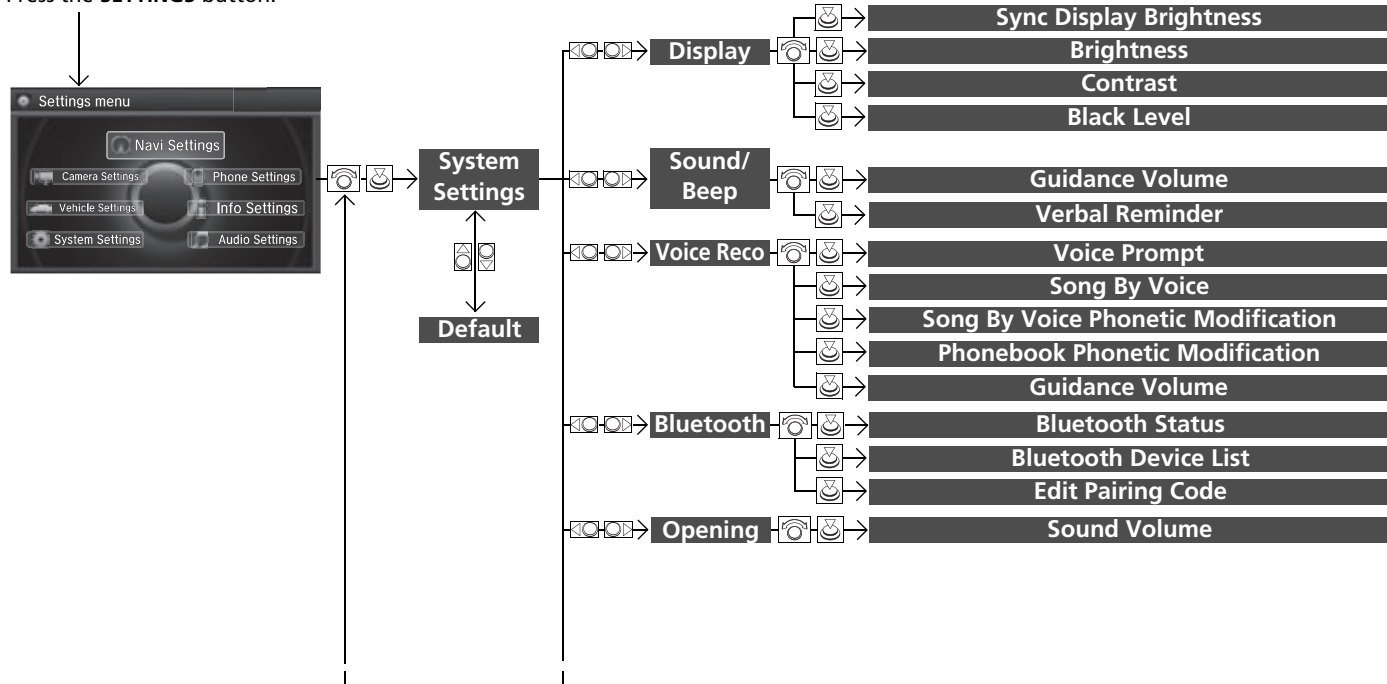 Press the SETTINGS button.
Settings menu
Navi Settings
Camera Settings
Phone Settings
Vehicle Settings
Info Settings
System Settings
Audio Settings
System
Settings
Default
Display
Sync Display Brightness
Brightness
Contrast
Black Level
Sound/
Beep
Guidance Volume
Verbal Reminder
Voice Reco
Voice Prompt
Song By Voice
Song By Voice Phonetic Modification
Phonebook Phonetic Modification
Guidance Volume
Bluetooth
Bluetooth Status
Bluetooth Device List
Edit Pairing Code
Opening
Sound Volume